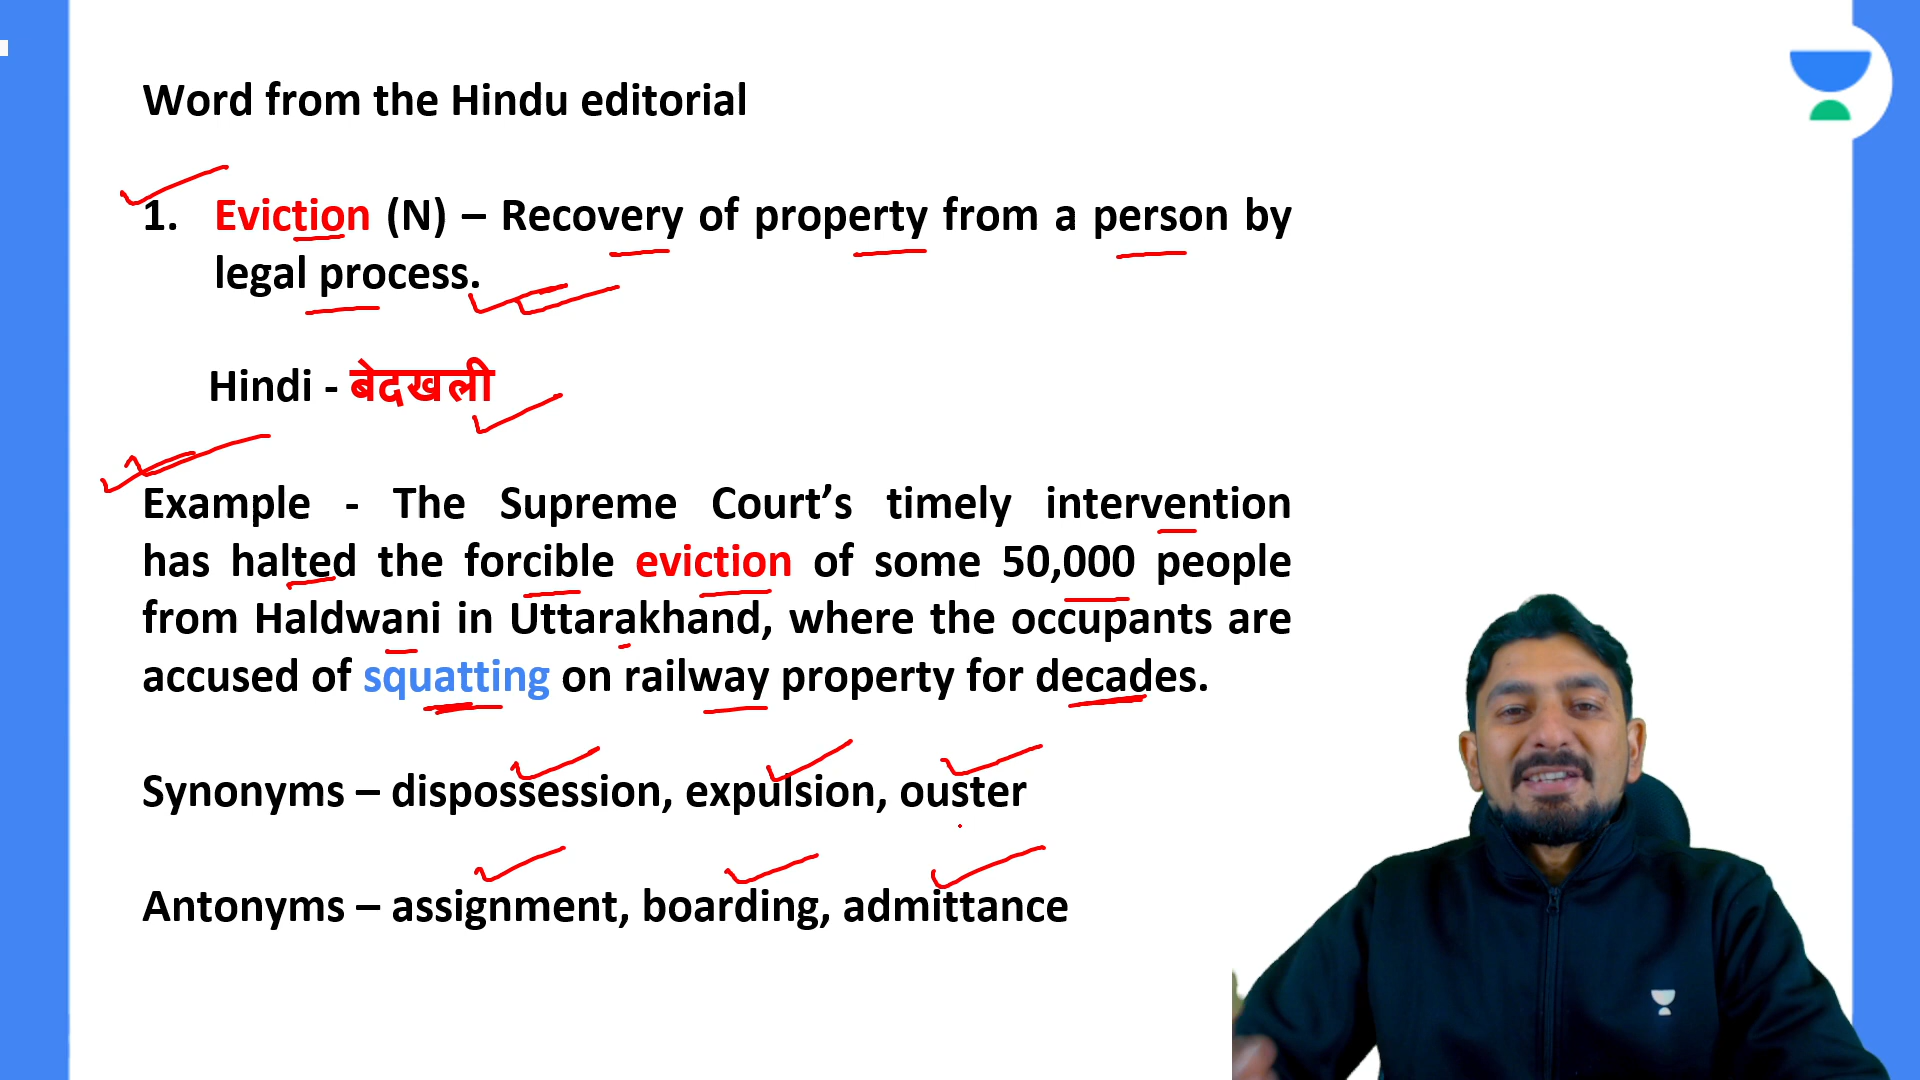 Word from the Hindu editorial
1. Eviction (N) – Recovery of property from a person by
legal process.
Hindi - बेदखली
Example - The Supreme Court’s timely intervention
has halted the forcible eviction of some 50,000 people
from Haldwani in Uttarakhand, where the occupants are
accused of squatting on railway property for decades.
Synonyms – dispossession, expulsion, ouster
Antonyms – assignment, boarding, admittance